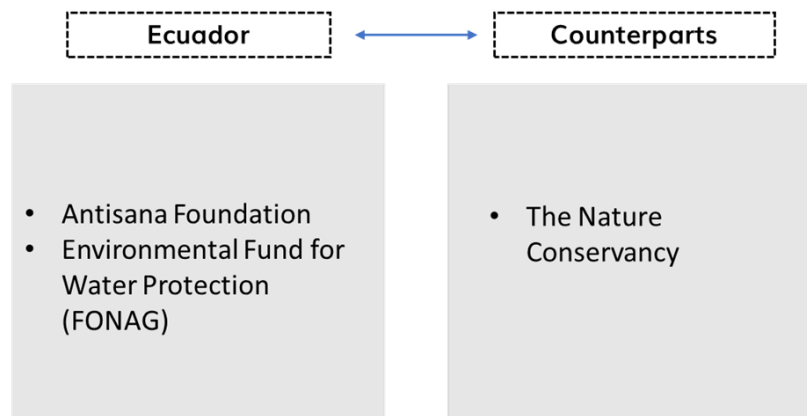 Ecuador
Counterparts
• Antisana Foundation
• Environmental Fund for
Water Protection
(FONAG)
• The Nature
Conservancy